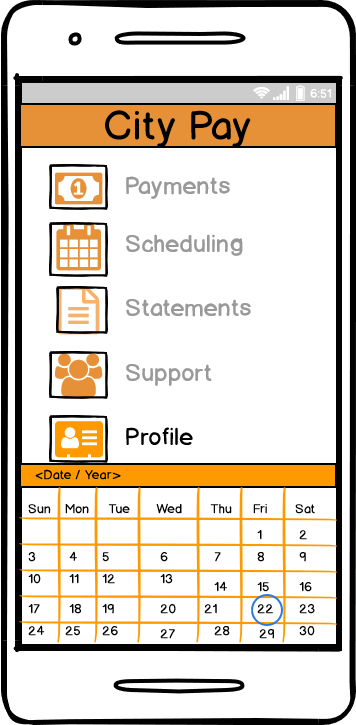 6:51
City Pay
1
Payments
Scheduling
Statements
Support
Profile
<Date / Year>
Sun Mon Tue Wed Thu Fri Sat
1 2
3 4 5 6 7 8 9
10 11 12 13 14 15 16
17 18 19 20 21 22 23
24 25 26 27 28 29 30